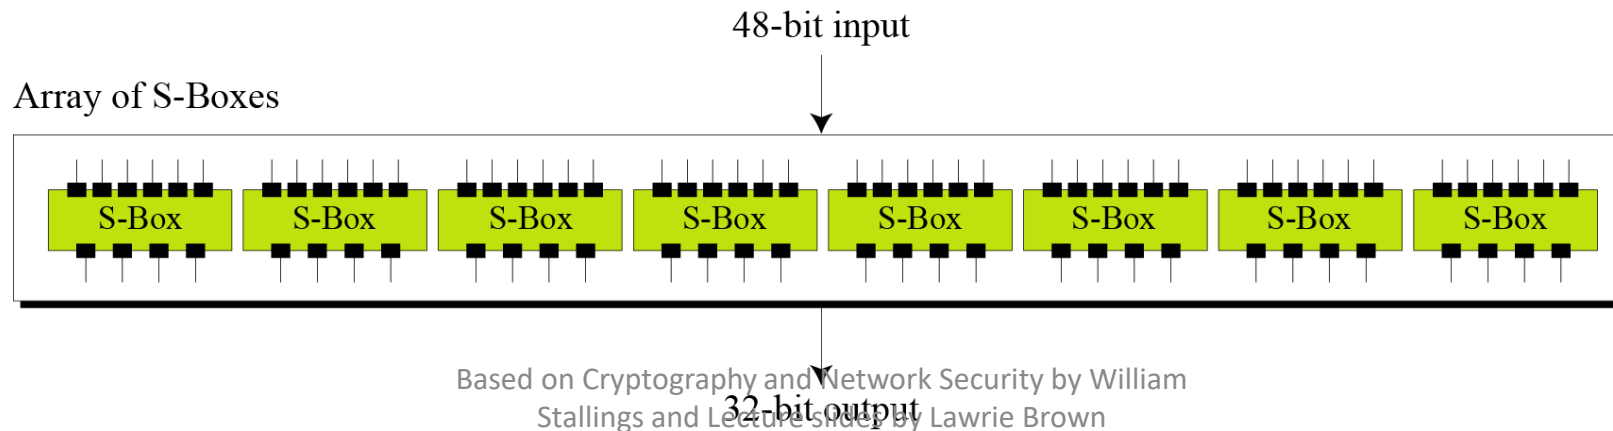 48-bit input
Array of S-Boxes
S-Box S-Box S-Box S-Box S-Box S-Box S-Box S-Box
Based on Cryptography and Network Security by William
32-bit output
Stallings and Lecture slides by Lawrie Brown